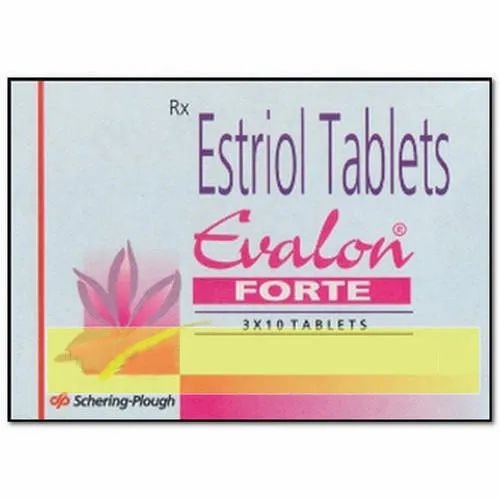 Rx
Estriol Tablets
Evalon®
FORTE
3X10 TABLETS
Schering-Plough